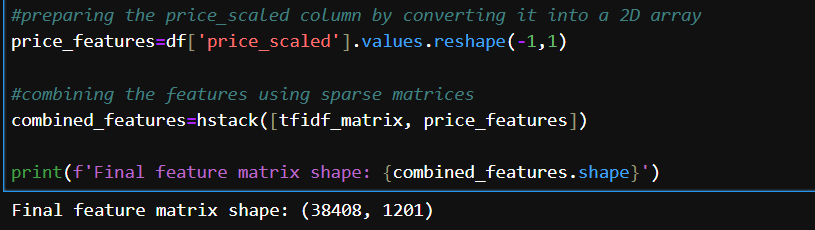 #preparing the price_scaled column by converting it into a 2D array
price_features=df['price_scaled'].values.reshape(-1,1)
#combining the features using sparse matrices
combined_features=hstack([tfidf_matrix, price_features])
print(f'Final feature matrix shape: {combined_features.shape}')
Final feature matrix shape: (38408, 1201)